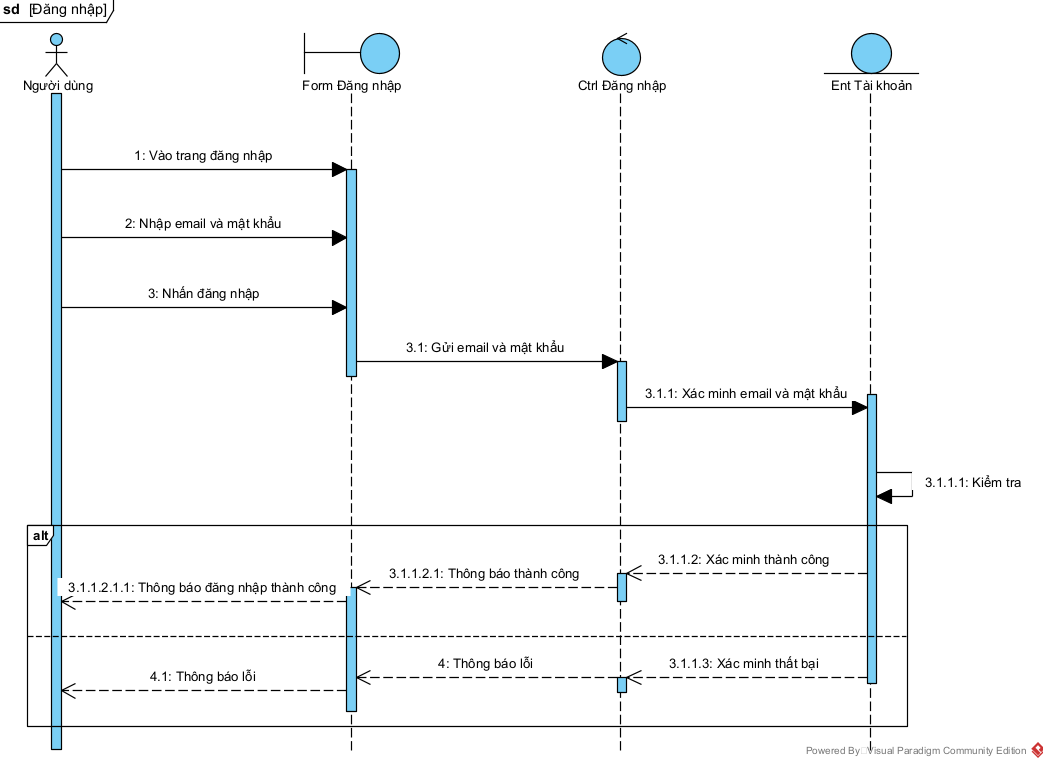 sd [Đăng nhập]
Người dùng
Form Đăng nhập
Ctrl Đăng nhập
Ent Tài khoản
1: Vào trang đăng nhập
2: Nhập email và mật khẩu
3: Nhấn đăng nhập
3.1: Gửi email và mật khẩu
3.1.1: Xác minh email và mật khẩu
3.1.1.1: Kiểm tra
alt
3.1.1.2: Xác minh thành công
3.1.1.2.1: Thông báo thành công
3.1.1.2.1.1: Thông báo đăng nhập thành công
3.1.1.3: Xác minh thất bại
4: Thông báo lỗi
4.1: Thông báo lỗi
Powered By Visual Paradigm Community Edition